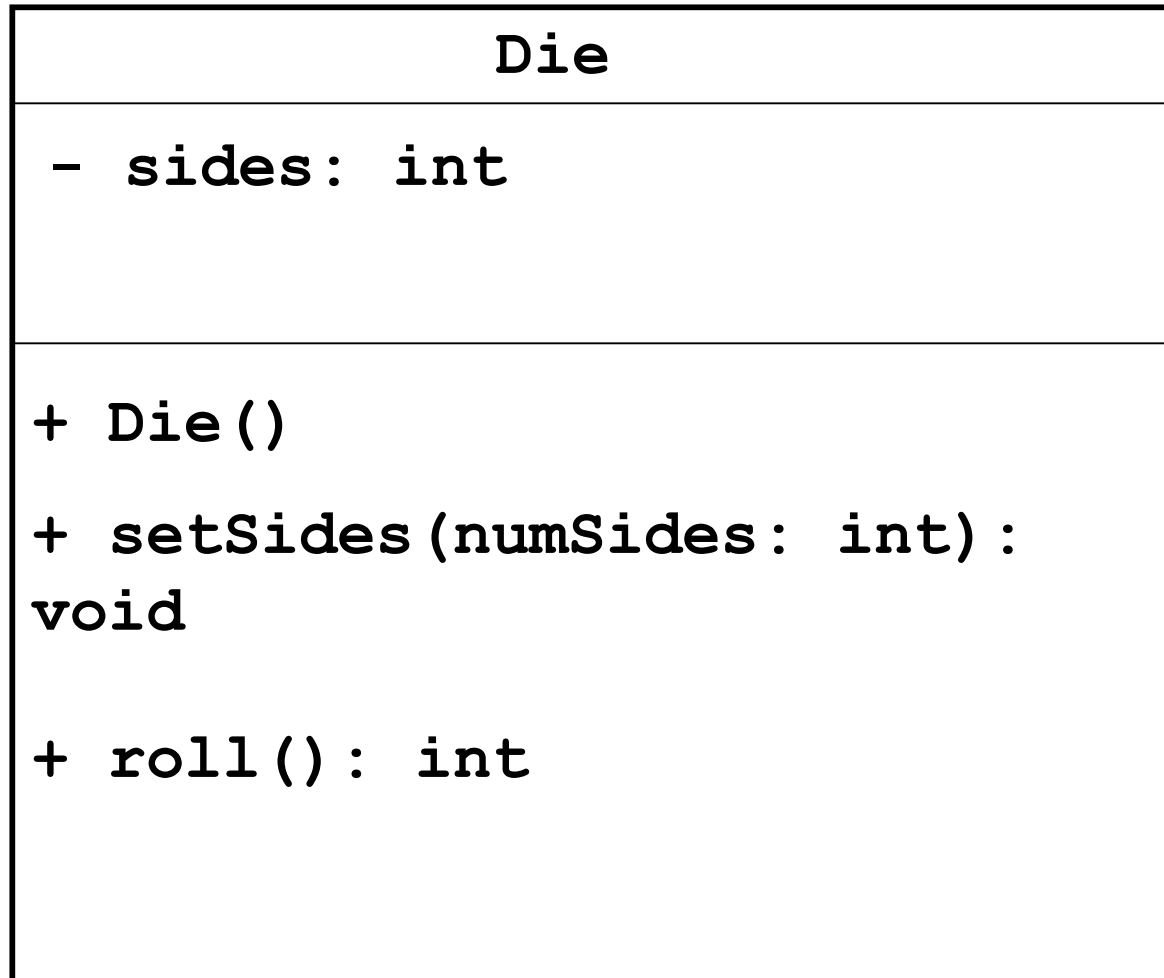 Die
- sides: int
+ Die()
+ setSides(numSides: int):
void
+ roll(): int